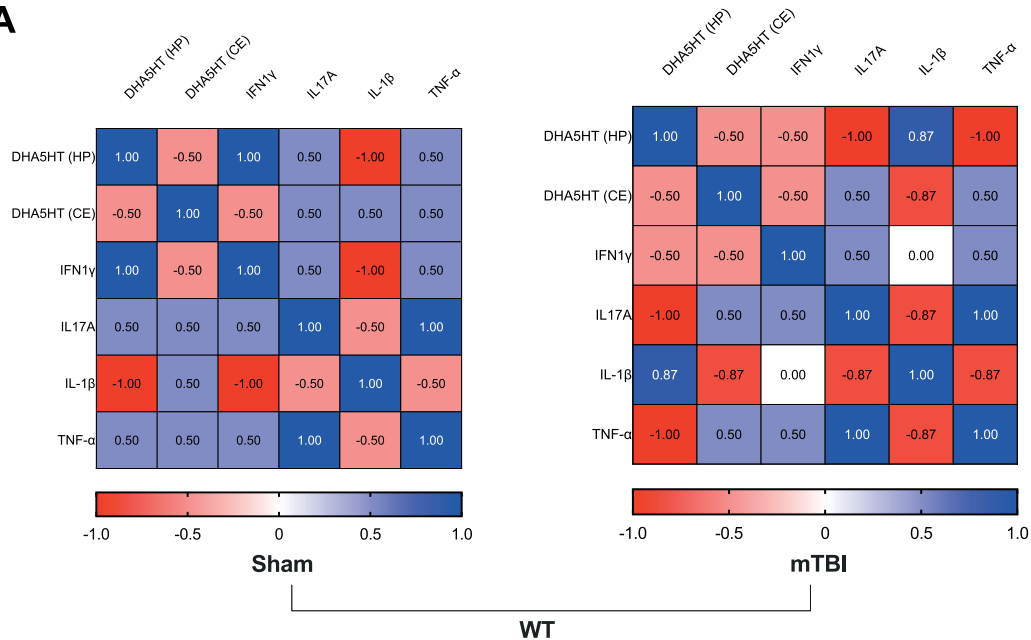 A
DHA5HT (HP) DHA5HT (CE) IFN1γ IL17A IL-1β TNF-α
DHA5HT (HP) 1.00 -0.50 1.00 0.50 -1.00 0.50
DHA5HT (CE) -0.50 1.00 -0.50 0.50 0.50 0.50
IFN1γ 1.00 -0.50 1.00 0.50 -1.00 0.50
IL17A 0.50 0.50 0.50 1.00 -0.50 1.00
IL-1β -1.00 0.50 -1.00 -0.50 1.00 -0.50
TNF-α 0.50 0.50 0.50 1.00 -0.50 1.00
-1.0 -0.5 0 0.5 1.0
Sham
DHA5HT (HP) DHA5HT (CE) IFN1γ IL17A IL-1β TNF-α
DHA5HT (HP) 1.00 -0.50 -0.50 -1.00 0.87 -1.00
DHA5HT (CE) -0.50 1.00 -0.50 0.50 -0.87 0.50
IFN1γ -0.50 -0.50 1.00 0.50 0.00 0.50
IL17A -1.00 0.50 0.50 1.00 -0.87 1.00
IL-1β 0.87 -0.87 0.00 -0.87 1.00 -0.87
TNF-α -1.00 0.50 0.50 1.00 -0.87 1.00
-1.0 -0.5 0 0.5 1.0
mTBI
WT